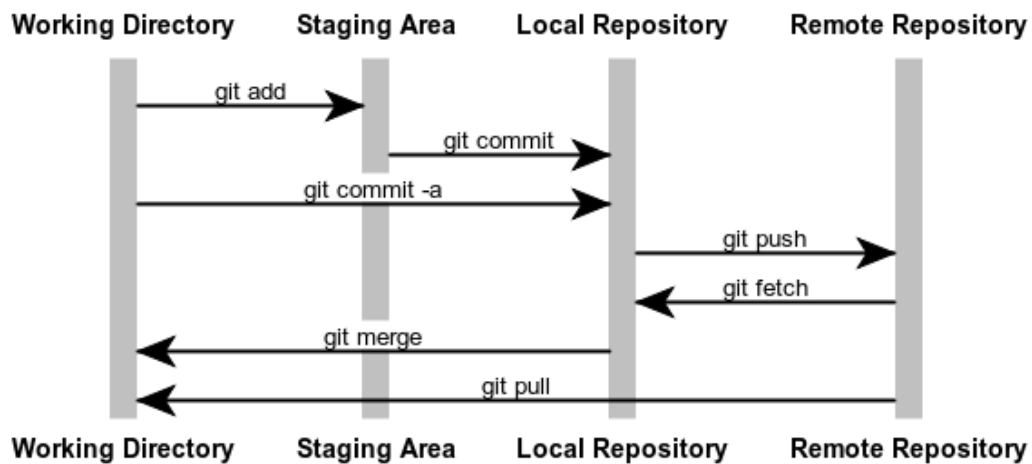 Working Directory Staging Area Local Repository Remote Repository
git add
git commit
git commit -a
git push
git fetch
git merge
git pull
Working Directory Staging Area Local Repository Remote Repository